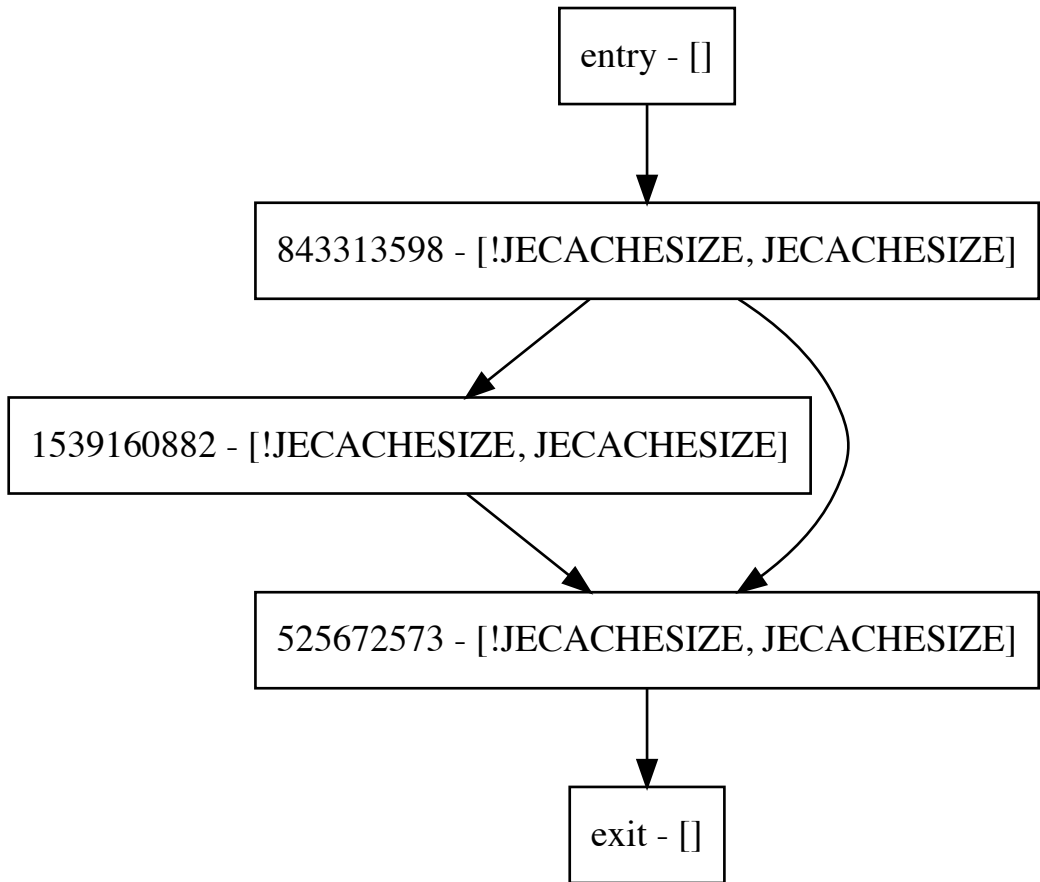 entry - []
843313598 - [!JECACHESIZE, JECACHESIZE]
1539160882 - [!JECACHESIZE, JECACHESIZE]
525672573 - [!JECACHESIZE, JECACHESIZE]
exit - []